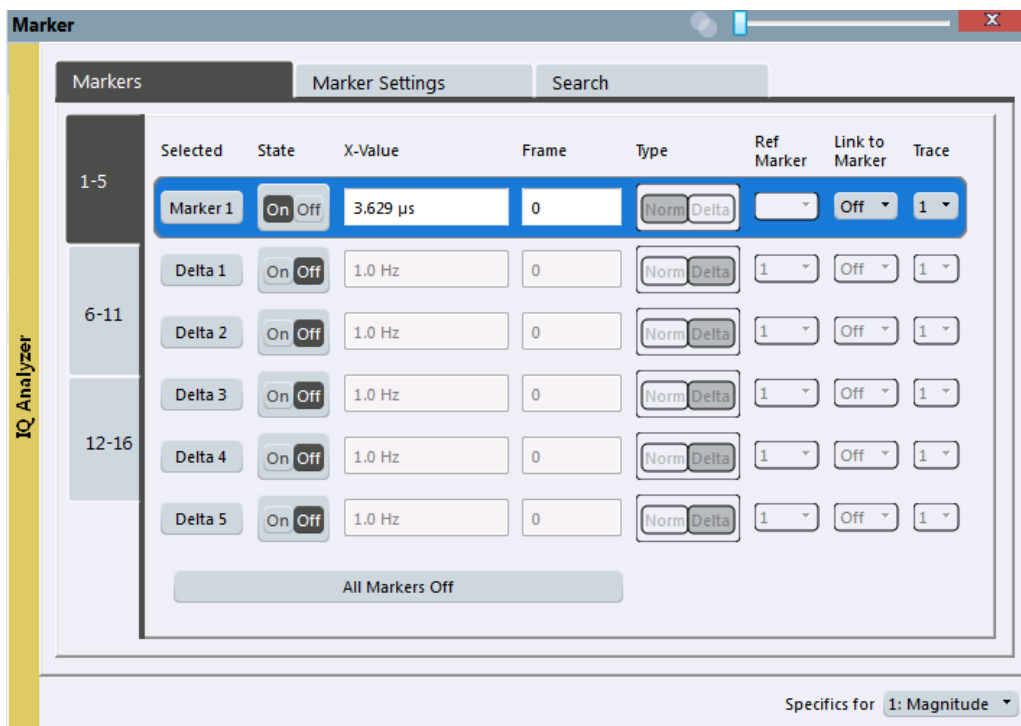 Marker
X
IQ Analyzer
Markers Marker Settings Search
1-5
6-11
12-16
Selected State X-Value Frame Type Ref Marker Link to Marker Trace
Marker 1 On Off 3.629 µs 0 Norm Delta Off 1
Delta 1 On Off 1.0 Hz 0 Norm Delta 1 Off 1
Delta 2 On Off 1.0 Hz 0 Norm Delta 1 Off 1
Delta 3 On Off 1.0 Hz 0 Norm Delta 1 Off 1
Delta 4 On Off 1.0 Hz 0 Norm Delta 1 Off 1
Delta 5 On Off 1.0 Hz 0 Norm Delta 1 Off 1
All Markers Off
Specifics for 1: Magnitude